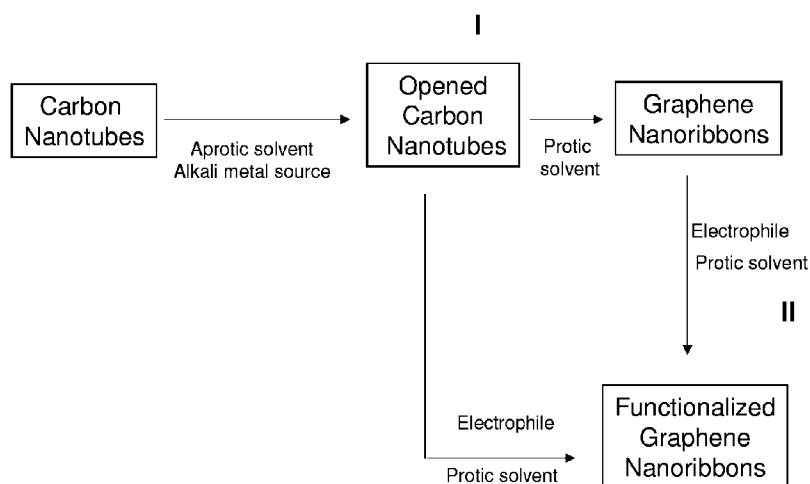 I
Carbon
Nanotubes
Aprotic solvent
Alkali metal source
Opened
Carbon
Nanotubes
Protic
solvent
Graphene
Nanoribbons
Electrophile
Protic solvent
II
Electrophile
Protic solvent
Functionalized
Graphene
Nanoribbons